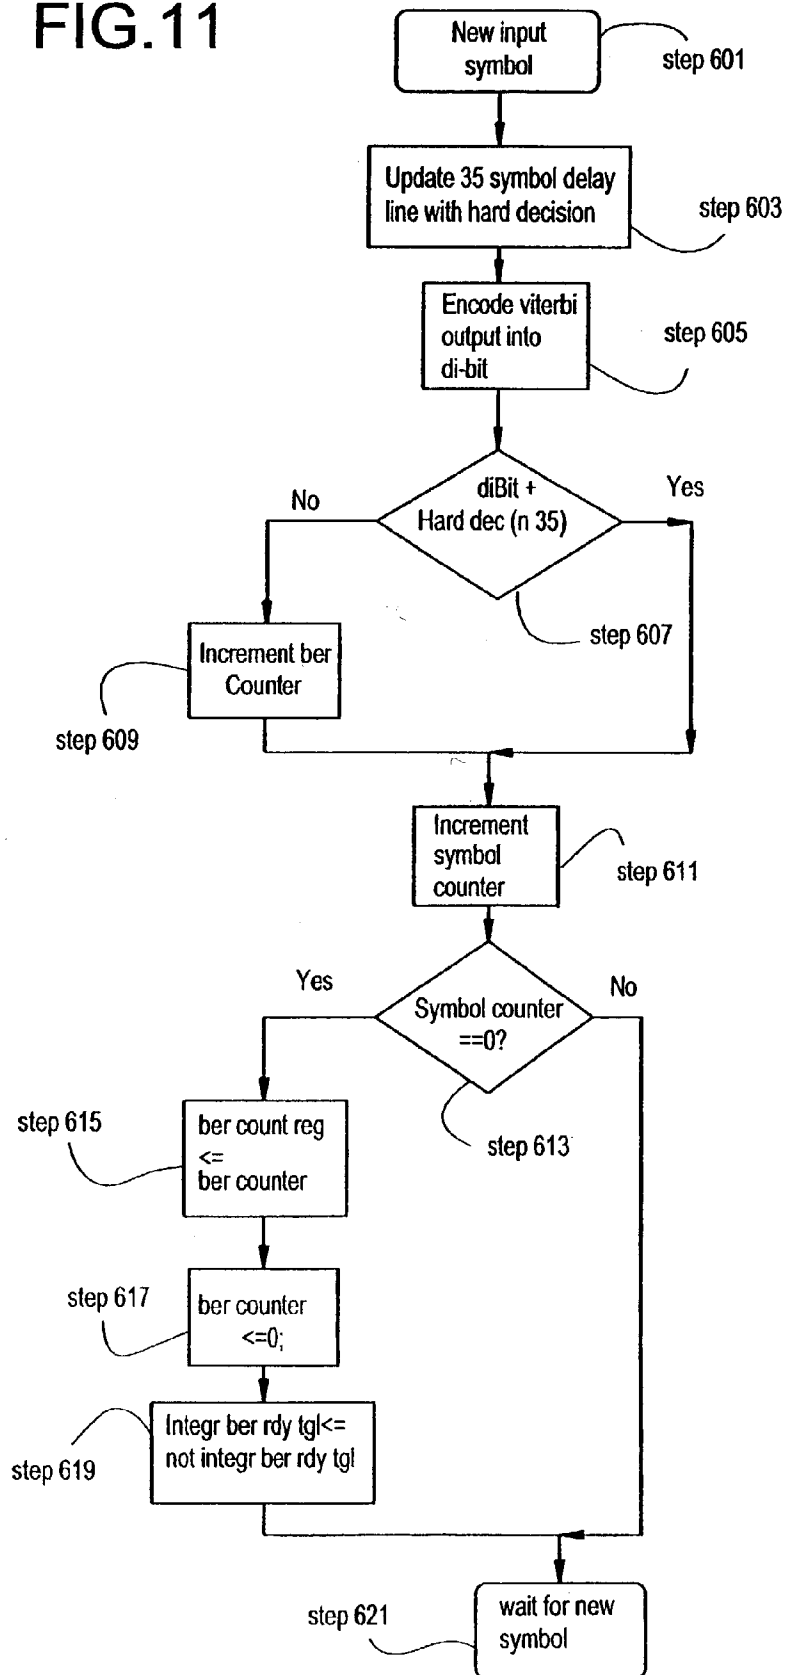 FIG.11
New input
symbol
step 601
Update 35 symbol delay
line with hard decision
step 603
Encode viterbi
output into
di-bit
step 605
diBit +
Hard dec (n 35)
No
Yes
step 607
Increment ber
Counter
step 609
Increment
symbol
counter
step 611
Symbol counter
==0?
Yes
No
step 613
ber count reg
<=
ber counter
step 615
ber counter
<=0;
step 617
Integr ber rdy tgl<=
not integr ber rdy tgl
step 619
wait for new
symbol
step 621